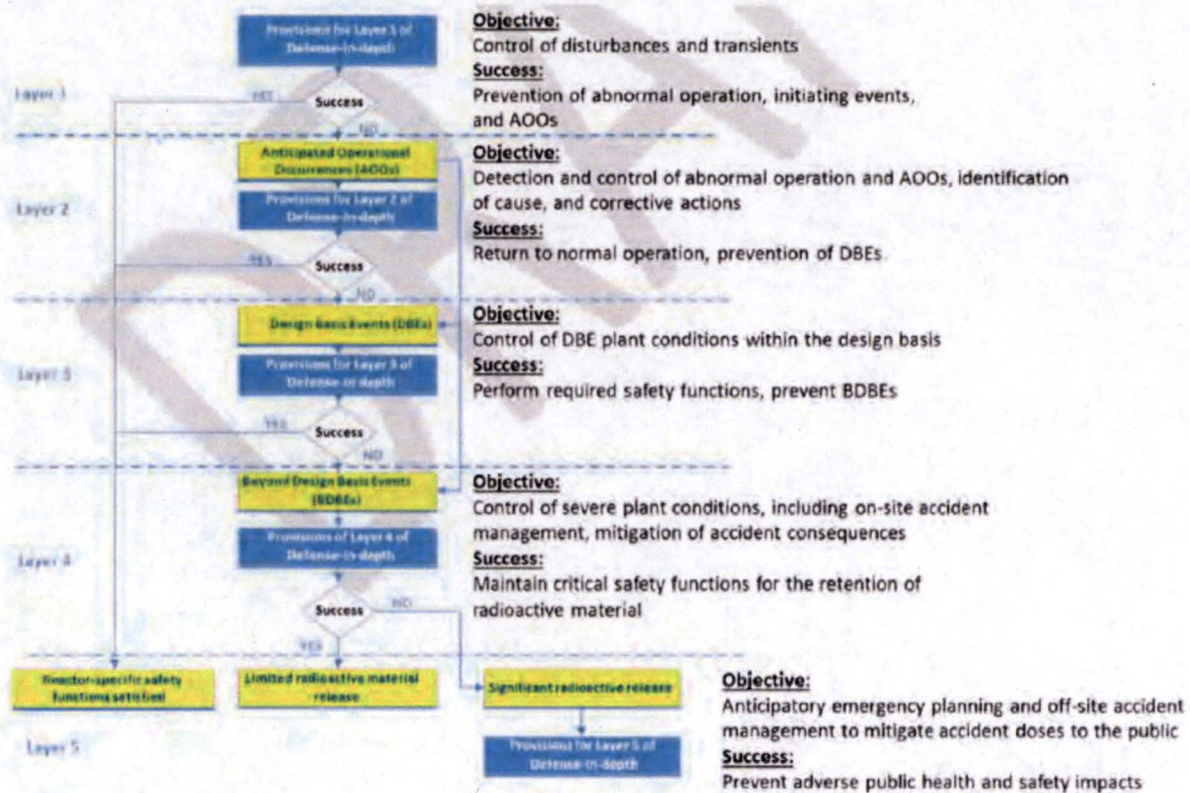 Provisions for Layer 1 of
Defense-in-depth
Objective:
Control of disturbances and transients
Success:
Prevention of abnormal operation, initiating events,
and AOOs
Layer 1
YES
Success
NO
Anticipated Operational
Occurrences (AOOs)
Objective:
Detection and control of abnormal operation and AOOs, identification
of cause, and corrective actions
Success:
Return to normal operation, prevention of DBEs
Layer 2
Provisions for Layer 2 of
Defense-in-depth
YES
Success
NO
Design Basis Events (DBEs)
Objective:
Control of DBE plant conditions within the design basis
Success:
Perform required safety functions, prevent BDBEs
Layer 3
Provisions for Layer 3 of
Defense-in-depth
YES
Success
NO
Beyond Design Basis Events
(BDBEs)
Objective:
Control of severe plant conditions, including on-site accident
management, mitigation of accident consequences
Success:
Maintain critical safety functions for the retention of
radioactive material
Layer 4
Provisions of Layer 4 of
Defense-in-depth
Success
NO
YES
Reactor-specific safety
functions satisfied
Limited radioactive material
release
Significant radioactive release
Objective:
Anticipatory emergency planning and off-site accident
management to mitigate accident doses to the public
Success:
Prevent adverse public health and safety impacts
Layer 5
Provisions for Layer 5 of
Defense-in-depth
DRAFT